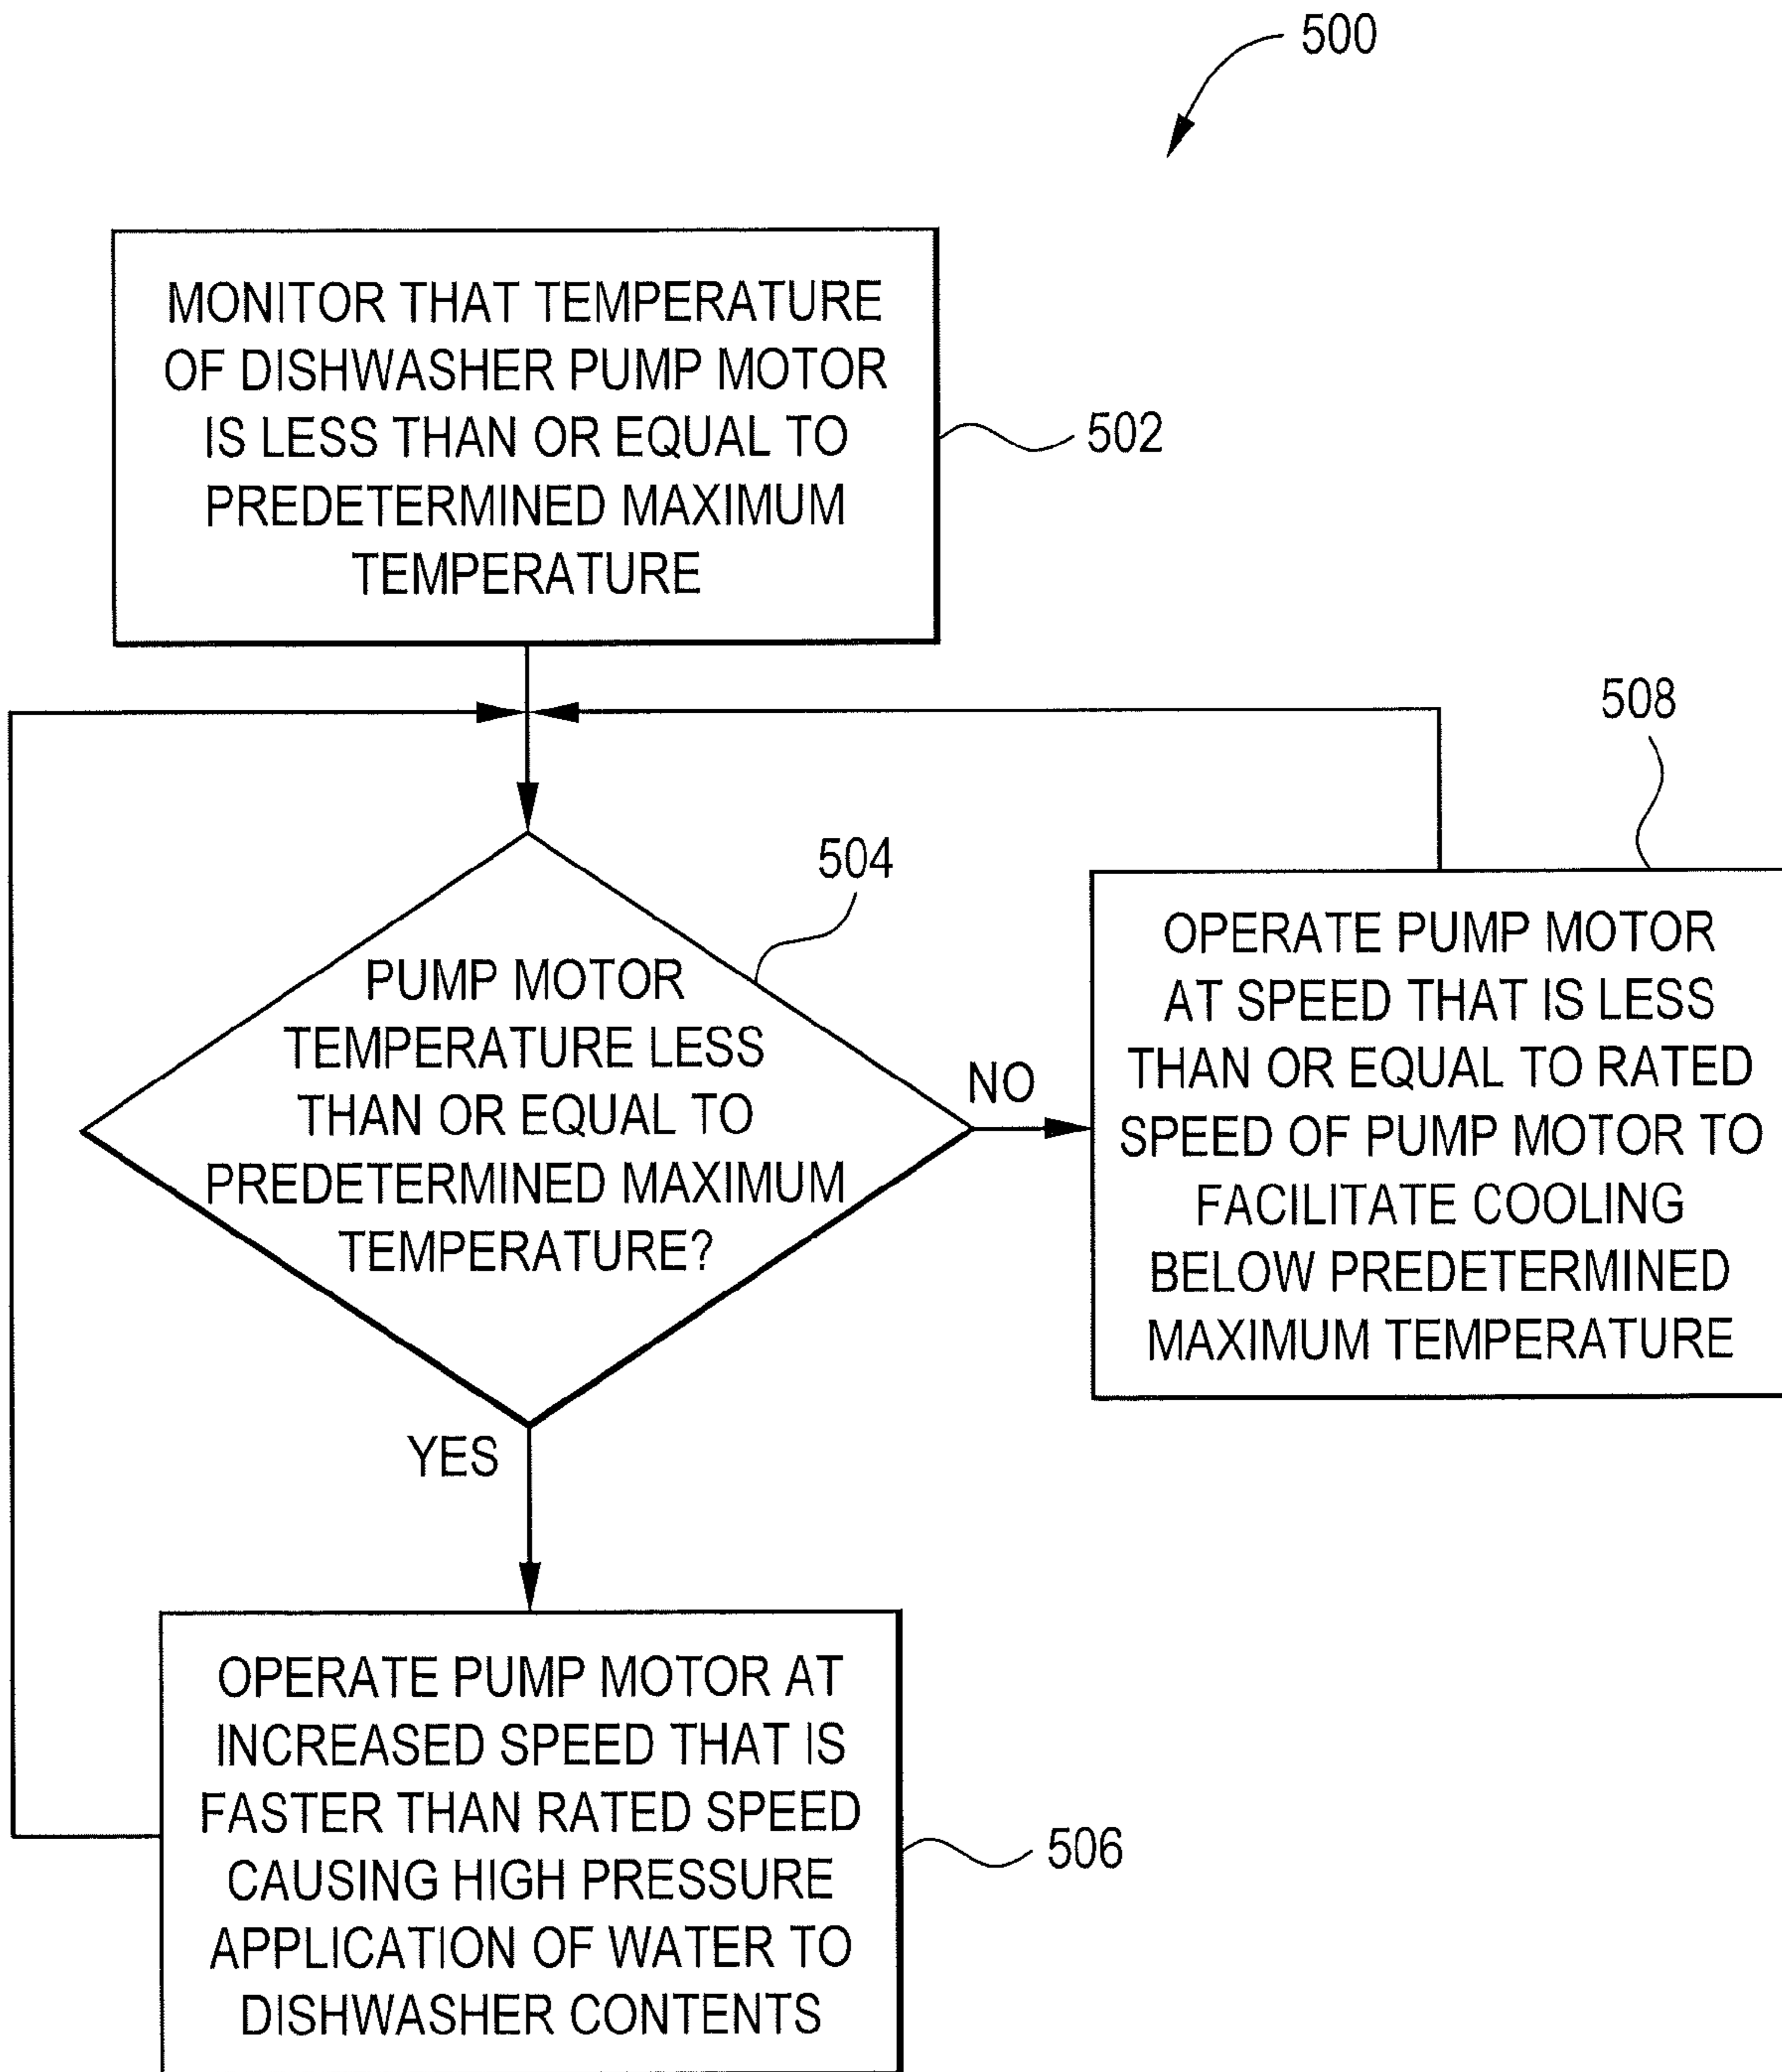 500
MONITOR THAT TEMPERATURE
OF DISHWASHER PUMP MOTOR
IS LESS THAN OR EQUAL TO
PREDETERMINED MAXIMUM
TEMPERATURE
502
508
504
PUMP MOTOR
TEMPERATURE LESS
THAN OR EQUAL TO
PREDETERMINED MAXIMUM
TEMPERATURE?
NO
OPERATE PUMP MOTOR
AT SPEED THAT IS LESS
THAN OR EQUAL TO RATED
SPEED OF PUMP MOTOR TO
FACILITATE COOLING
BELOW PREDETERMINED
MAXIMUM TEMPERATURE
YES
OPERATE PUMP MOTOR AT
INCREASED SPEED THAT IS
FASTER THAN RATED SPEED
CAUSING HIGH PRESSURE
APPLICATION OF WATER TO
DISHWASHER CONTENTS
506